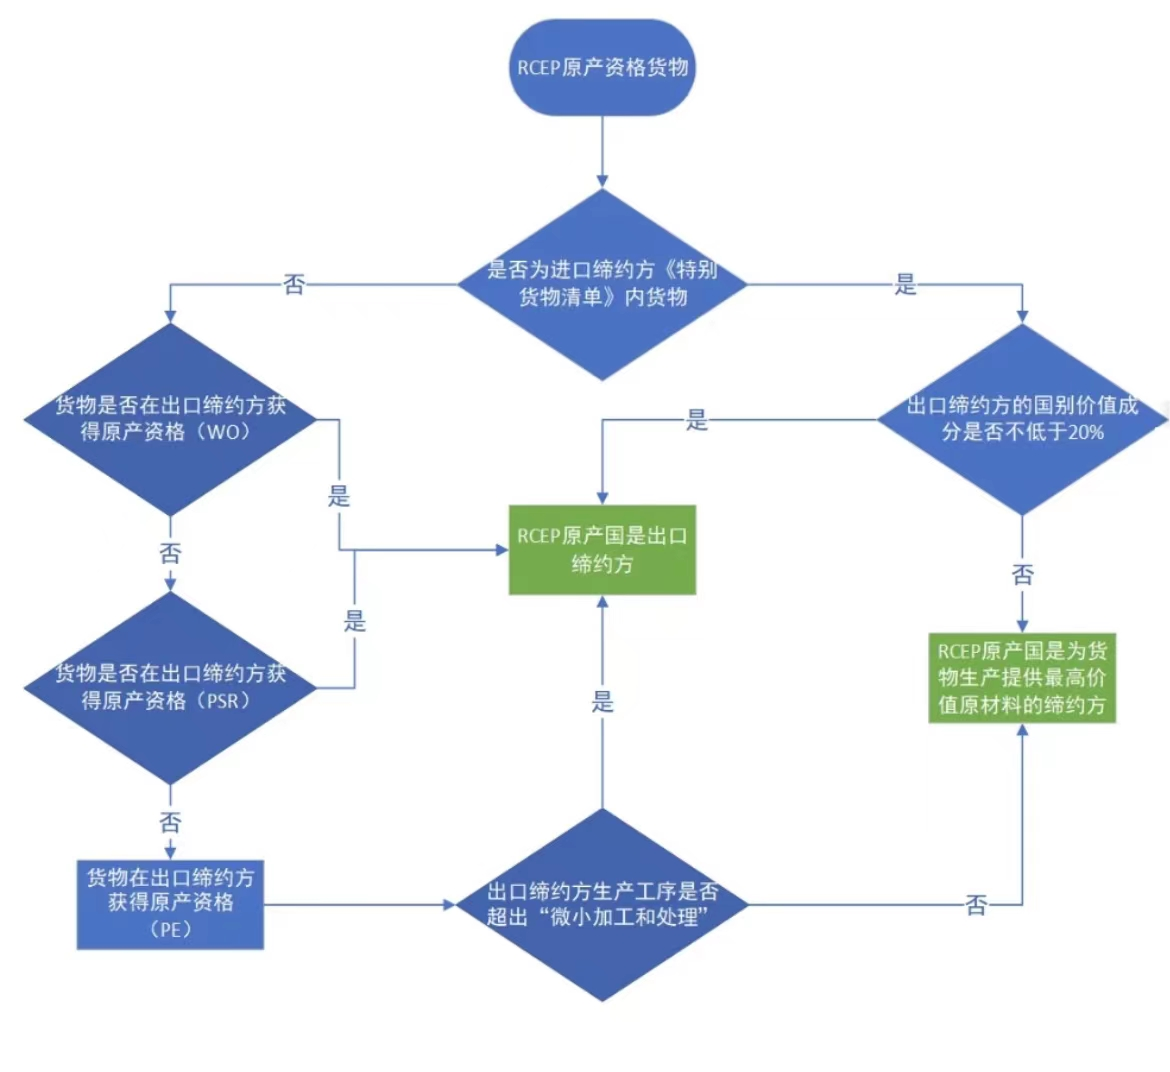 RCEP原产资格货物
是否为进口缔约方《特别
货物清单》内货物
否
是
货物是否在出口缔约方获
得原产资格（WO）
出口缔约方的国别价值成
分是否不低于20%
是
是
RCEP原产国是出口
缔约方
否
否
是
RCEP原产国是为货
物生产提供最高价
值原材料的缔约方
货物是否在出口缔约方获
得原产资格（PSR）
是
否
货物在出口缔约方
获得原产资格
（PE）
出口缔约方生产工序是否
超出“微小加工和处理”
否